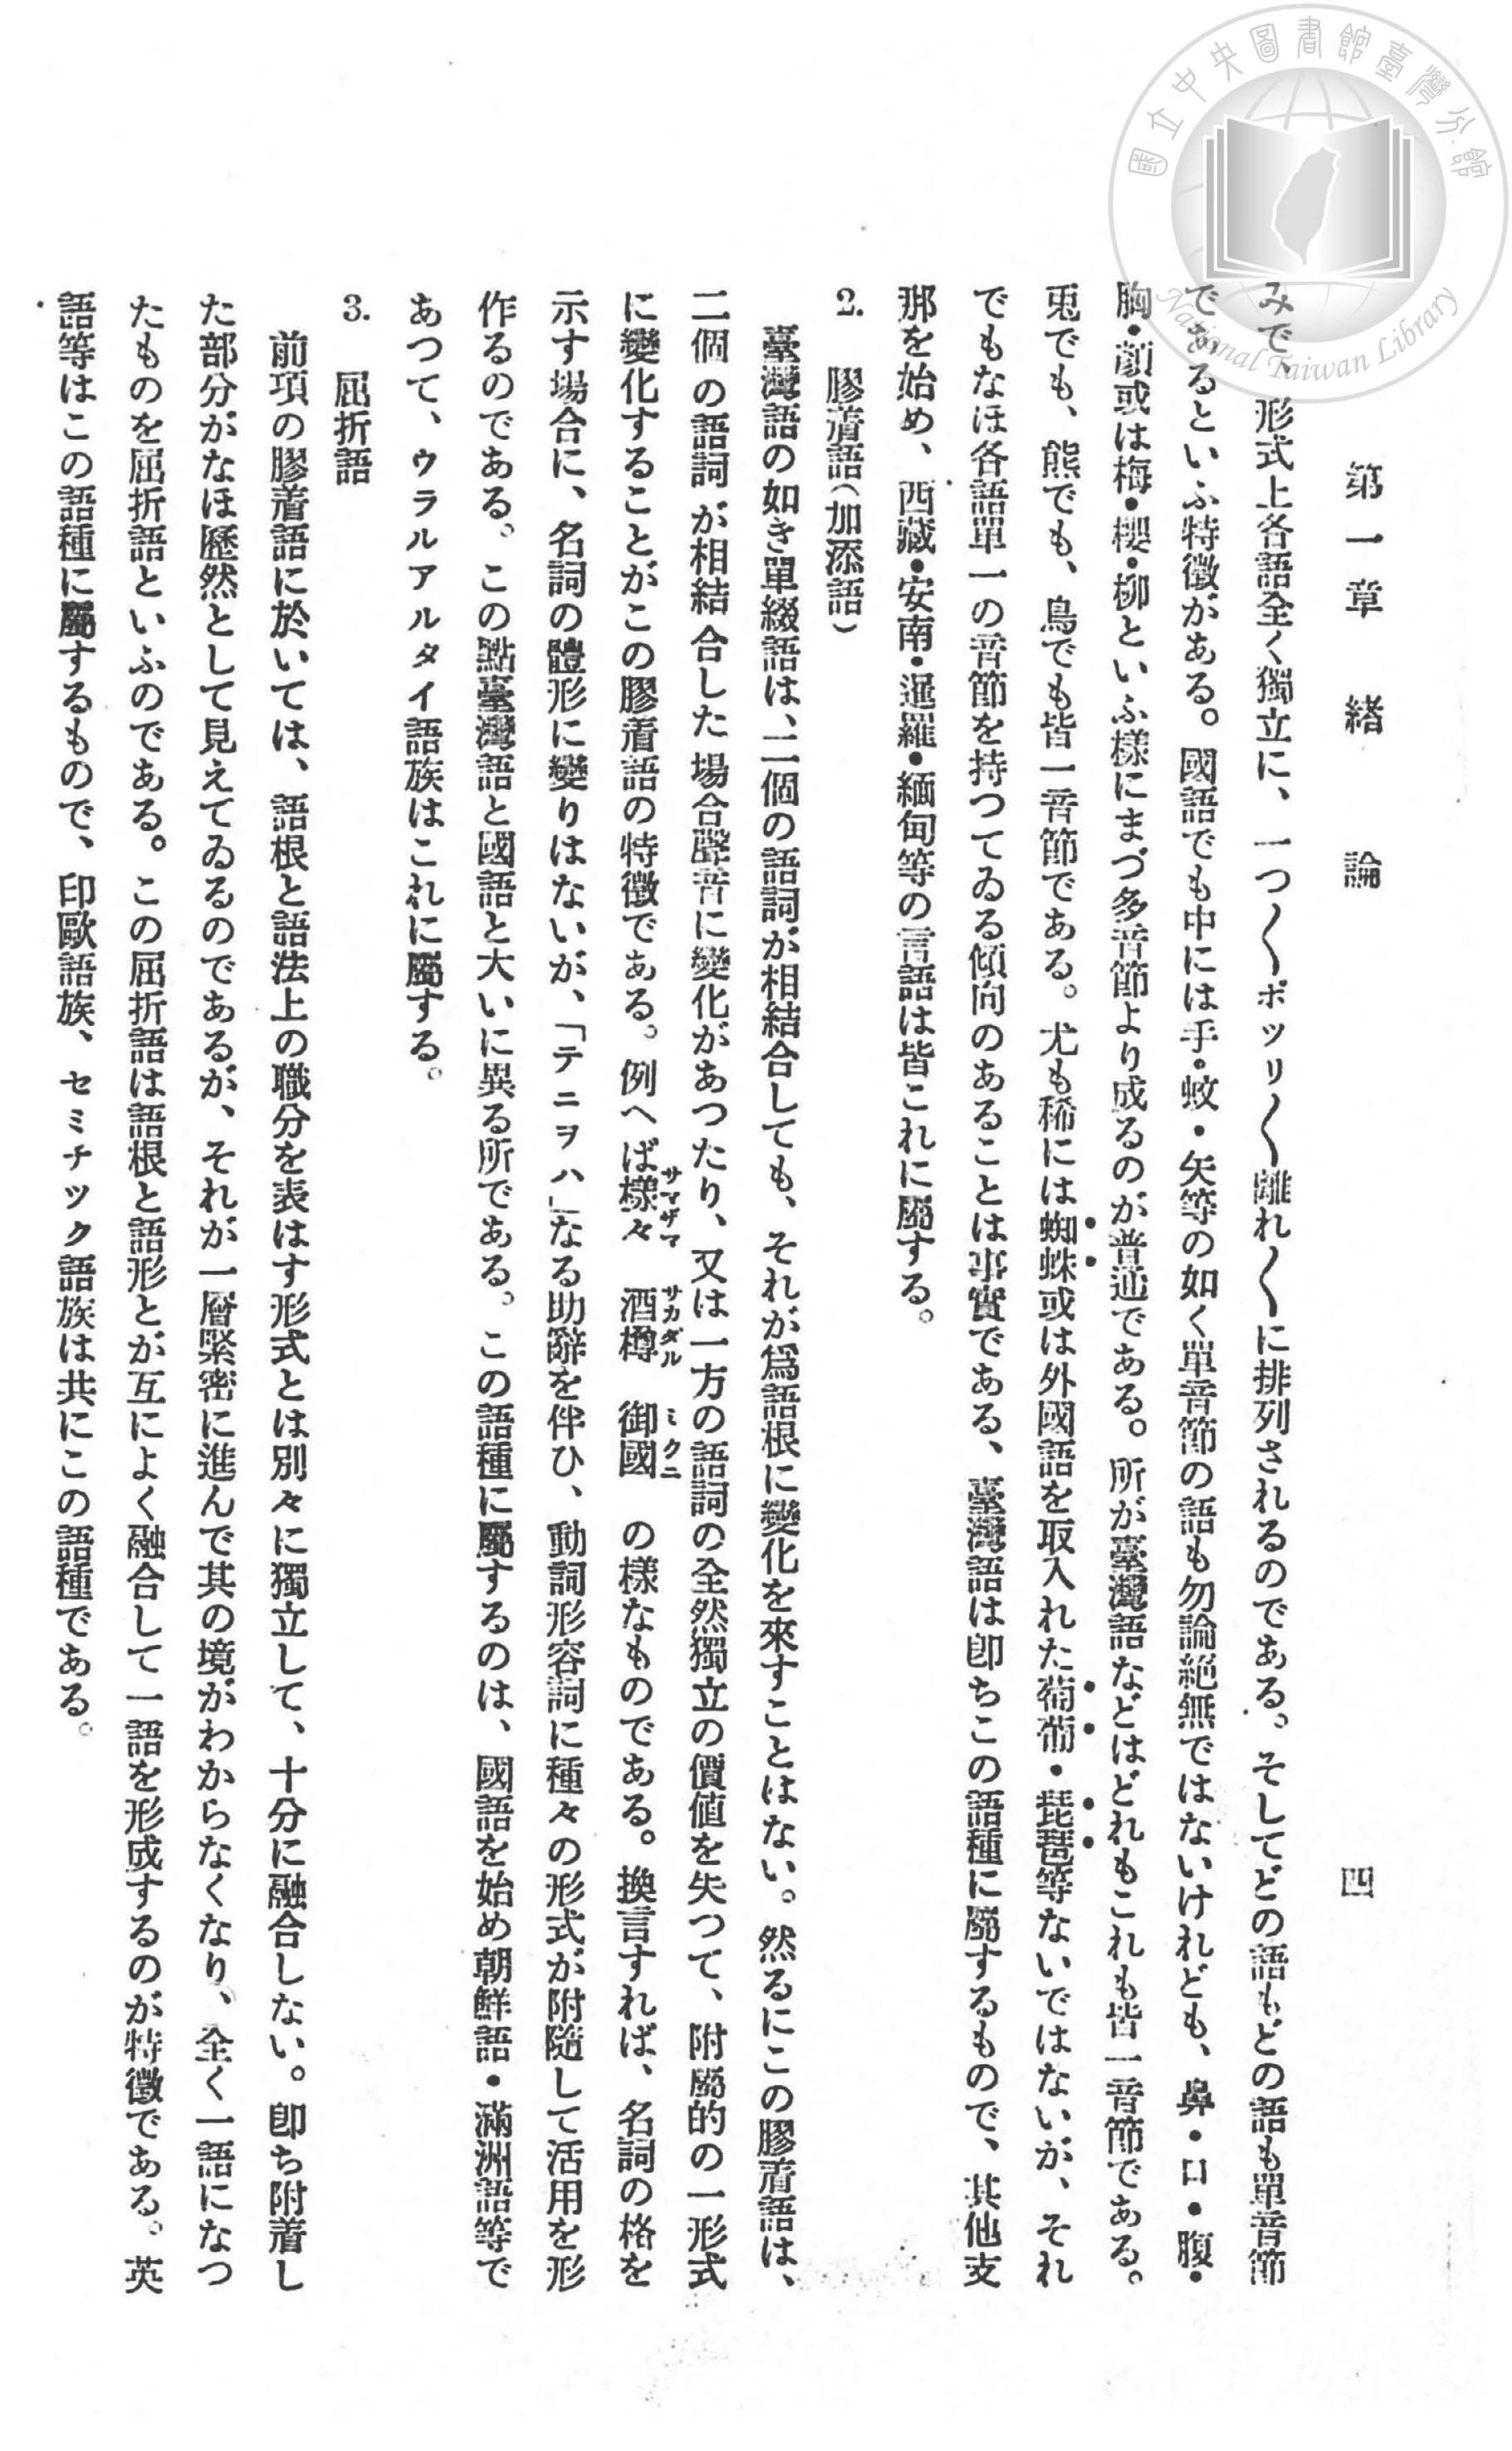 國立中央圖書館臺灣分館
National Taiwan Library
第一章 緒論 四
みで、形式上各語全く獨立に、一つ〱ポツリ〱離れ〱に排列されるのである。そしてどの語もどの語も單音節
であるといふ特徵がある。國語でも中には手・蚊・矢等の如く單音節の語も勿論絕無ではないけれども、鼻・口・腹・
胸・顏或は梅・櫻・柳といふ樣にまづ多音節より成るのが普通である。所が臺灣語などはどれもこれも皆一音節である。
兎でも、熊でも、鳥でも皆一音節である。尤も稀には蜘蛛或は外國語を取入れた葡萄・琵琶等ないではないが、それ
でもなほ各語單一の音節を持つてゐる傾向のあることは事實である、臺灣語は卽ちこの語種に屬するもので、其他支
那を始め、西藏・安南・暹羅・緬甸等の言語は皆これに屬する。
2. 膠着語(加添語)
臺灣語の如き單綴語は、二個の語詞が相結合しても、それが爲語根に變化を來すことはない。然るにこの膠着語は、
二個の語詞が相結合した場合聲音に變化があつたり、又は一方の語詞の全然獨立の價値を失つて、附屬的の一形式
に變化することがこの膠着語の特徵である。例へば樣々サマザマ 酒樽サカダル 御國ミクニ の樣なものである。換言すれば、名詞の格を
示す場合に、名詞の體形に變りはないが、「テニヲハ」なる助辭を伴ひ、動詞形容詞に種々の形式が附隨して活用を形
作るのである。この點臺灣語と國語と大いに異る所である。この語種に屬するのは、國語を始め朝鮮語・滿洲語等で
あつて、ウラルアルタイ語族はこれに屬する。
3. 屈折語
前項の膠着語に於いては、語根と語法上の職分を表はす形式とは別々に獨立して、十分に融合しない。卽ち附着し
た部分がなほ歷然として見えてゐるのであるが、それが一層緊密に進んで其の境がわからなくなり、全く一語になつ
たものを屈折語といふのである。この屈折語は語根と語形とが互によく融合して一語を形成するのが特徵である。英
語等はこの語種に屬するもので、印歐語族、セミチック語族は共にこの語種である。